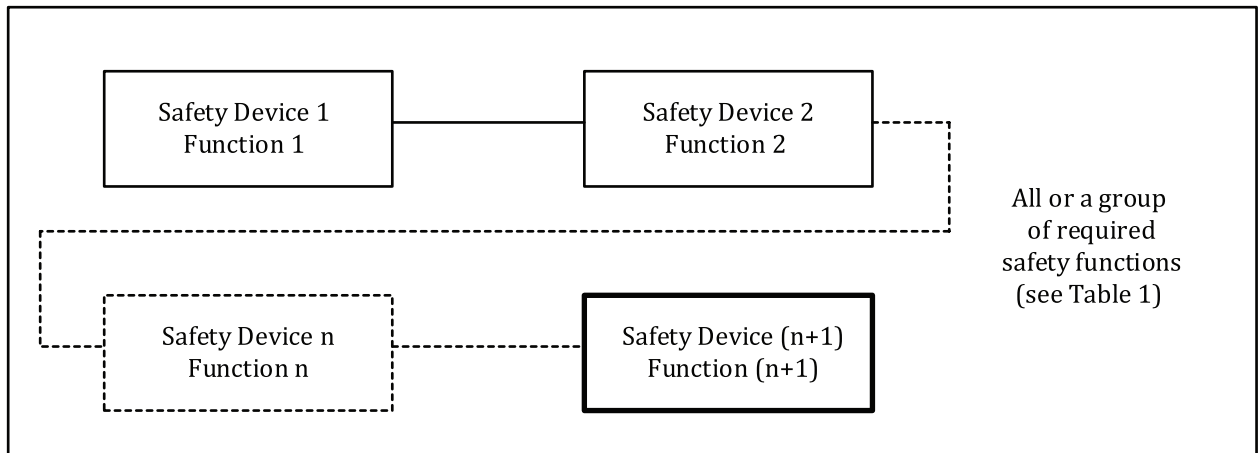 Safety Device 1
Function 1
Safety Device 2
Function 2
All or a group
of required
safety functions
(see Table 1)
Safety Device n
Function n
Safety Device (n+1)
Function (n+1)